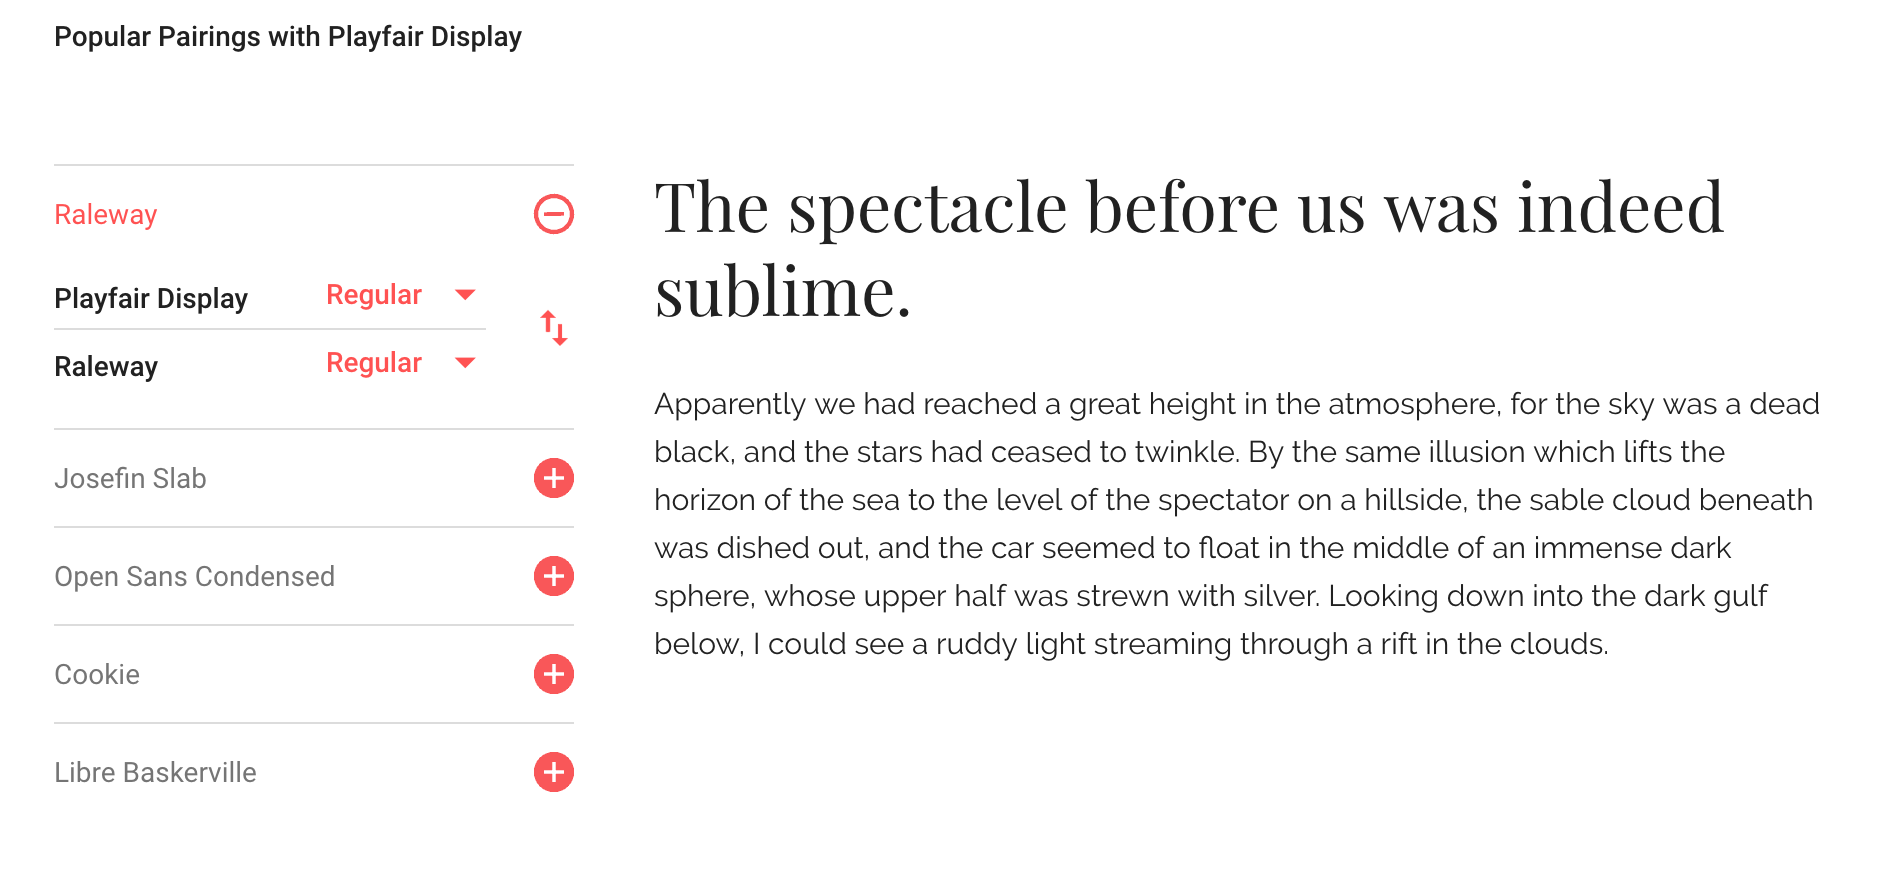 Popular Pairings with Playfair Display
Raleway
Playfair Display Regular
Raleway Regular
Josefin Slab
Open Sans Condensed
Cookie
Libre Baskerville
The spectacle before us was indeed
sublime.
Apparently we had reached a great height in the atmosphere, for the sky was a dead
black, and the stars had ceased to twinkle. By the same illusion which lifts the
horizon of the sea to the level of the spectator on a hillside, the sable cloud beneath
was dished out, and the car seemed to float in the middle of an immense dark
sphere, whose upper half was strewn with silver. Looking down into the dark gulf
below, I could see a ruddy light streaming through a rift in the clouds.